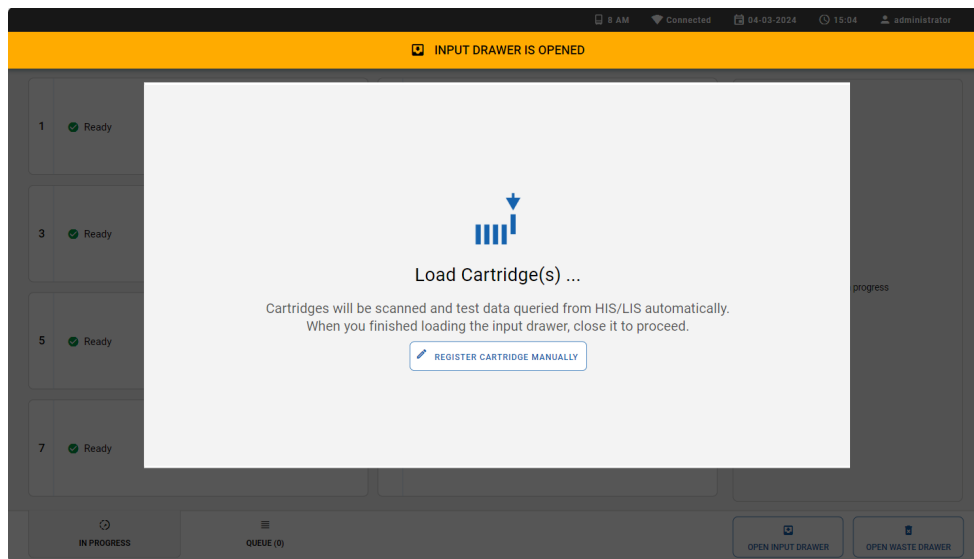 8 AM Connected 04-03-2024 15:04 administrator
INPUT DRAWER IS OPENED
1 Ready
3 Ready
5 Ready
7 Ready
Load Cartridge(s) ...
Cartridges will be scanned and test data queried from HIS/LIS automatically.
When you finished loading the input drawer, close it to proceed.
REGISTER CARTRIDGE MANUALLY
progress
IN PROGRESS QUEUE (0) OPEN INPUT DRAWER OPEN WASTE DRAWER